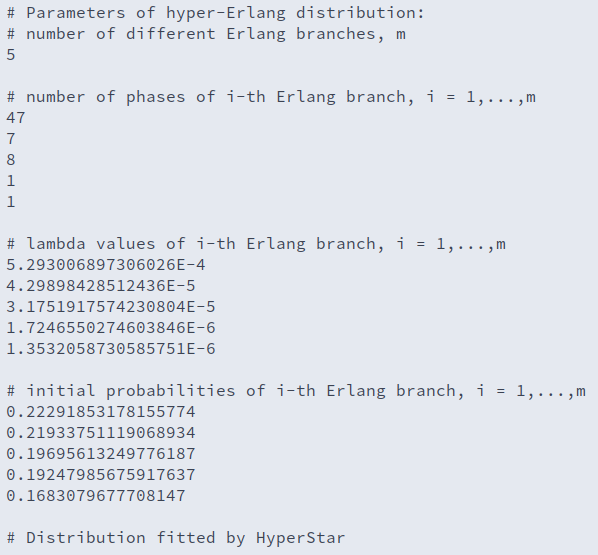 # Parameters of hyper-Erlang distribution:
# number of different Erlang branches, m
5
# number of phases of i-th Erlang branch, i = 1,...,m
47
7
8
1
1
# lambda values of i-th Erlang branch, i = 1,...,m
5.293006897306026E-4
4.29898428512436E-5
3.1751917574230804E-5
1.7246550274603846E-6
1.3532058730585751E-6
# initial probabilities of i-th Erlang branch, i = 1,...,m
0.22291853178155774
0.21933751119068934
0.19695613249776187
0.19247985675917637
0.1683079677708147
# Distribution fitted by HyperStar